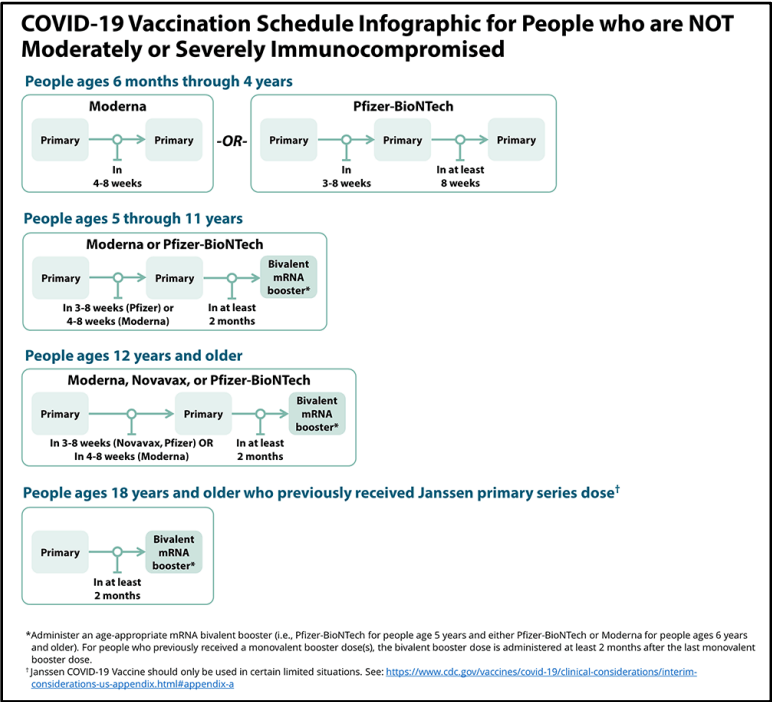 COVID-19 Vaccination Schedule Infographic for People who are NOT
Moderately or Severely Immunocompromised
People ages 6 months through 4 years
Moderna
Primary
Primary
In
4-8 weeks
-OR-
Pfizer-BioNTech
Primary
Primary
Primary
In
3-8 weeks
In at least
8 weeks
People ages 5 through 11 years
Moderna or Pfizer-BioNTech
Primary
Primary
Bivalent
mRNA
booster*
In 3-8 weeks (Pfizer) or
4-8 weeks (Moderna)
In at least
2 months
People ages 12 years and older
Moderna, Novavax, or Pfizer-BioNTech
Primary
Primary
Bivalent
mRNA
booster*
In 3-8 weeks (Novavax, Pfizer) OR
In 4-8 weeks (Moderna)
In at least
2 months
People ages 18 years and older who previously received Janssen primary series dose†
Primary
Bivalent
mRNA
booster*
In at least
2 months
*Administer an age-appropriate mRNA bivalent booster (i.e., Pfizer-BioNTech for people age 5 years and either Pfizer-BioNTech or Moderna for people ages 6 years
and older). For people who previously received a monovalent booster dose(s), the bivalent booster dose is administered at least 2 months after the last monovalent
booster dose.
†Janssen COVID-19 Vaccine should only be used in certain limited situations. See: https://www.cdc.gov/vaccines/covid-19/clinical-considerations/interim-
considerations-us-appendix.html#appendix-a